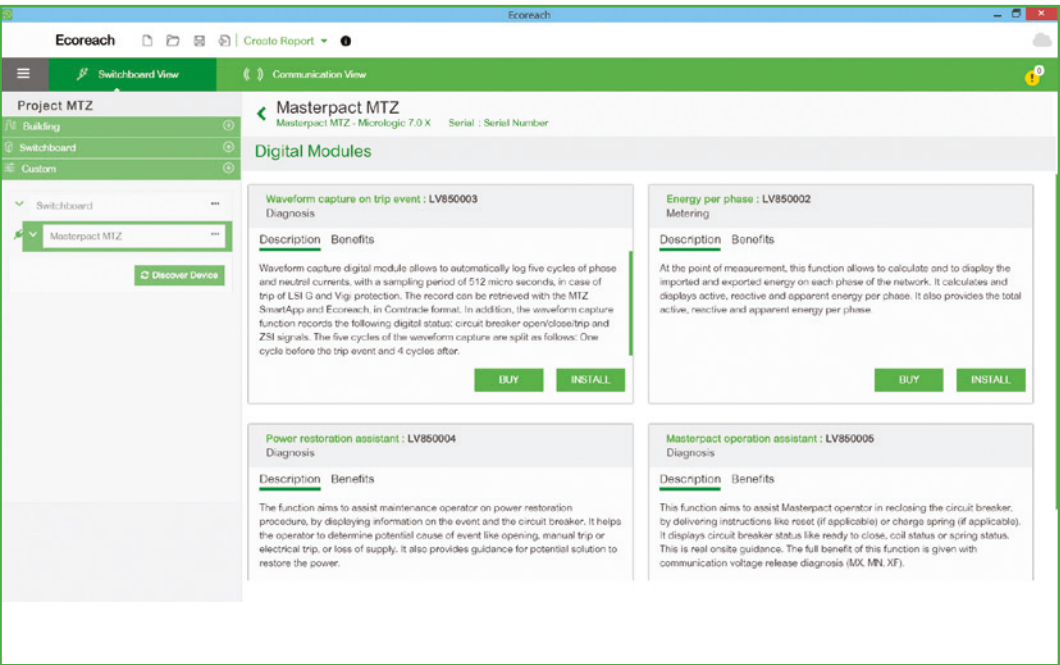 Ecoreach
Ecoreach Create Report
Switchboard View
Communication View
0
Project MTZ
Building
Switchboard
Custom
Switchboard
Masterpact MTZ
Discover Device
Masterpact MTZ
Masterpact MTZ - Micrologic 7.0 X Serial : Serial Number
Digital Modules
Waveform capture on trip event : LV850003
Diagnosis
Description Benefits
Waveform capture digital module allows to automatically log five cycles of phase
and neutral currents, with a sampling period of 512 micro seconds, in case of
trip of LSI G and Vigi protection. The record can be retrieved with the MTZ
SmartApp and Ecoreach, in Comtrade format. In addition, the waveform capture
function records the following digital status: circuit breaker open/close/trip and
ZSI signals. The five cycles of the waveform capture are split as follows: One
cycle before the trip event and 4 cycles after.
BUY INSTALL
Energy per phase : LV850002
Metering
Description Benefits
At the point of measurement, this function allows to calculate and to display the
imported and exported energy on each phase of the network. It calculates and
displays active, reactive and apparent energy per phase. It also provides the total
active, reactive and apparent energy per phase
BUY INSTALL
Power restoration assistant : LV850004
Diagnosis
Description Benefits
The function aims to assist maintenance operator on power restoration
procedure, by displaying information on the event and the circuit breaker. It helps
the operator to determine potential cause of event like opening, manual trip or
electrical trip, or loss of supply. It also provides guidance for potential solution to
restore the power.
Masterpact operation assistant : LV850005
Diagnosis
Description Benefits
This function aims to assist Masterpact operator in reclosing the circuit breaker,
by delivering instructions like reset (if applicable) or charge spring (if applicable).
It displays circuit breaker status like ready to close, coil status or spring status.
This is real onsite guidance. The full benefit of this function is given with
communication voltage release diagnosis (MX, MN, XF).